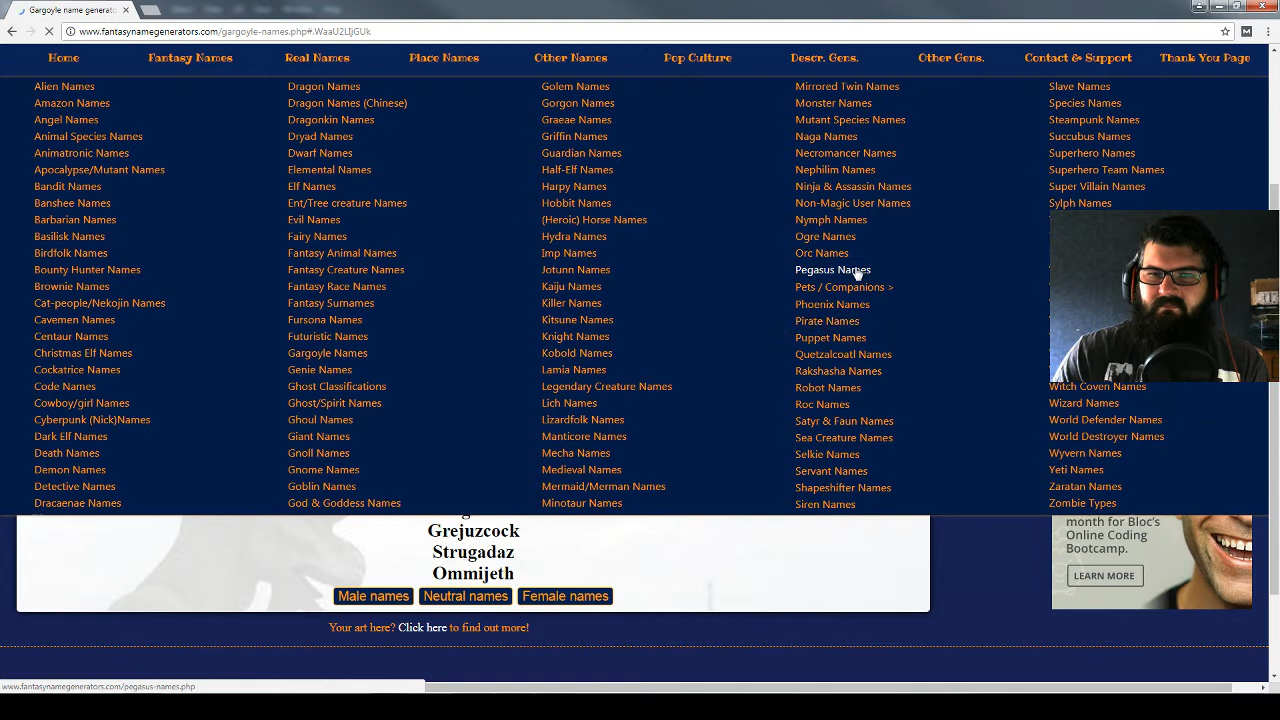 Gargoyle name generator
www.fantasynamegenerators.com/gargoyle-names.php#.WaaU2LIjGUk
Home Fantasy Names Real Names Place Names Other Names Pop Culture Descr. Gens. Other Gens. Contact & Support Thank You Page
Alien Names Dragon Names Golem Names Mirrored Twin Names Slave Names
Amazon Names Dragon Names (Chinese) Gorgon Names Monster Names Species Names
Angel Names Dragonkin Names Graeae Names Mutant Species Names Steampunk Names
Animal Species Names Dryad Names Griffin Names Naga Names Succubus Names
Animatronic Names Dwarf Names Guardian Names Necromancer Names Superhero Names
Apocalypse/Mutant Names Elemental Names Half-Elf Names Nephilim Names Superhero Team Names
Bandit Names Elf Names Harpy Names Ninja & Assassin Names Super Villain Names
Banshee Names Ent/Tree creature Names Hobbit Names Non-Magic User Names Sylph Names
Barbarian Names Evil Names (Heroic) Horse Names Nymph Names
Basilisk Names Fairy Names Hydra Names Ogre Names
Birdfolk Names Fantasy Animal Names Imp Names Orc Names
Bounty Hunter Names Fantasy Creature Names Jotunn Names Pegasus Names
Brownie Names Fantasy Race Names Kaiju Names Pets / Companions >
Cat-people/Nekojin Names Fantasy Surnames Killer Names Phoenix Names
Cavemen Names Fursona Names Kitsune Names Pirate Names
Centaur Names Futuristic Names Knight Names Puppet Names
Christmas Elf Names Gargoyle Names Kobold Names Quetzalcoatl Names
Cockatrice Names Genie Names Lamia Names Rakshasha Names
Code Names Ghost Classifications Legendary Creature Names Robot Names Witch Coven Names
Cowboy/girl Names Ghost/Spirit Names Lich Names Roc Names Wizard Names
Cyberpunk (Nick)Names Ghoul Names Lizardfolk Names Satyr & Faun Names World Defender Names
Dark Elf Names Giant Names Manticore Names Sea Creature Names World Destroyer Names
Death Names Gnoll Names Mecha Names Selkie Names Wyvern Names
Demon Names Gnome Names Medieval Names Servant Names Yeti Names
Detective Names Goblin Names Mermaid/Merman Names Shapeshifter Names Zaratan Names
Dracaenae Names God & Goddess Names Minotaur Names Siren Names Zombie Types
Grejuzcock
Strugadaz
Ommijeth
Male names Neutral names Female names
Your art here? Click here to find out more!
month for Bloc's
Online Coding
Bootcamp.
LEARN MORE
www.fantasynamegenerators.com/pegasus-names.php